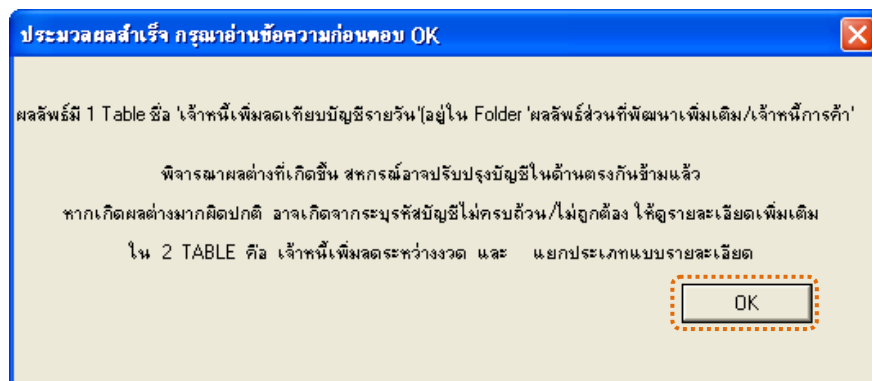 ประมวลผลสำเร็จ กรุณาอ่านข้อความก่อนตอบ OK
ผลลัพธ์มี 1 Table ชื่อ 'เจ้าหนี้เพิ่มลดเทียบบัญชีรายวัน'(อยู่ใน Folder 'ผลลัพธ์ส่วนที่พัฒนาเพิ่มเติม/เจ้าหนี้การค้า'
พิจารณาผลต่างที่เกิดขึ้น สหกรณ์อาจปรับปรุงบัญชีในด้านตรงกันข้ามแล้ว
หากเกิดผลต่างมากผิดปกติ อาจเกิดจากระบุรหัสบัญชีไม่ครบถ้วน/ไม่ถูกต้อง ให้ดูรายละเอียดเพิ่มเติม
ใน 2 TABLE คือ เจ้าหนี้เพิ่มลดระหว่างงวด และ แยกประเภทแบบรายละเอียด
OK